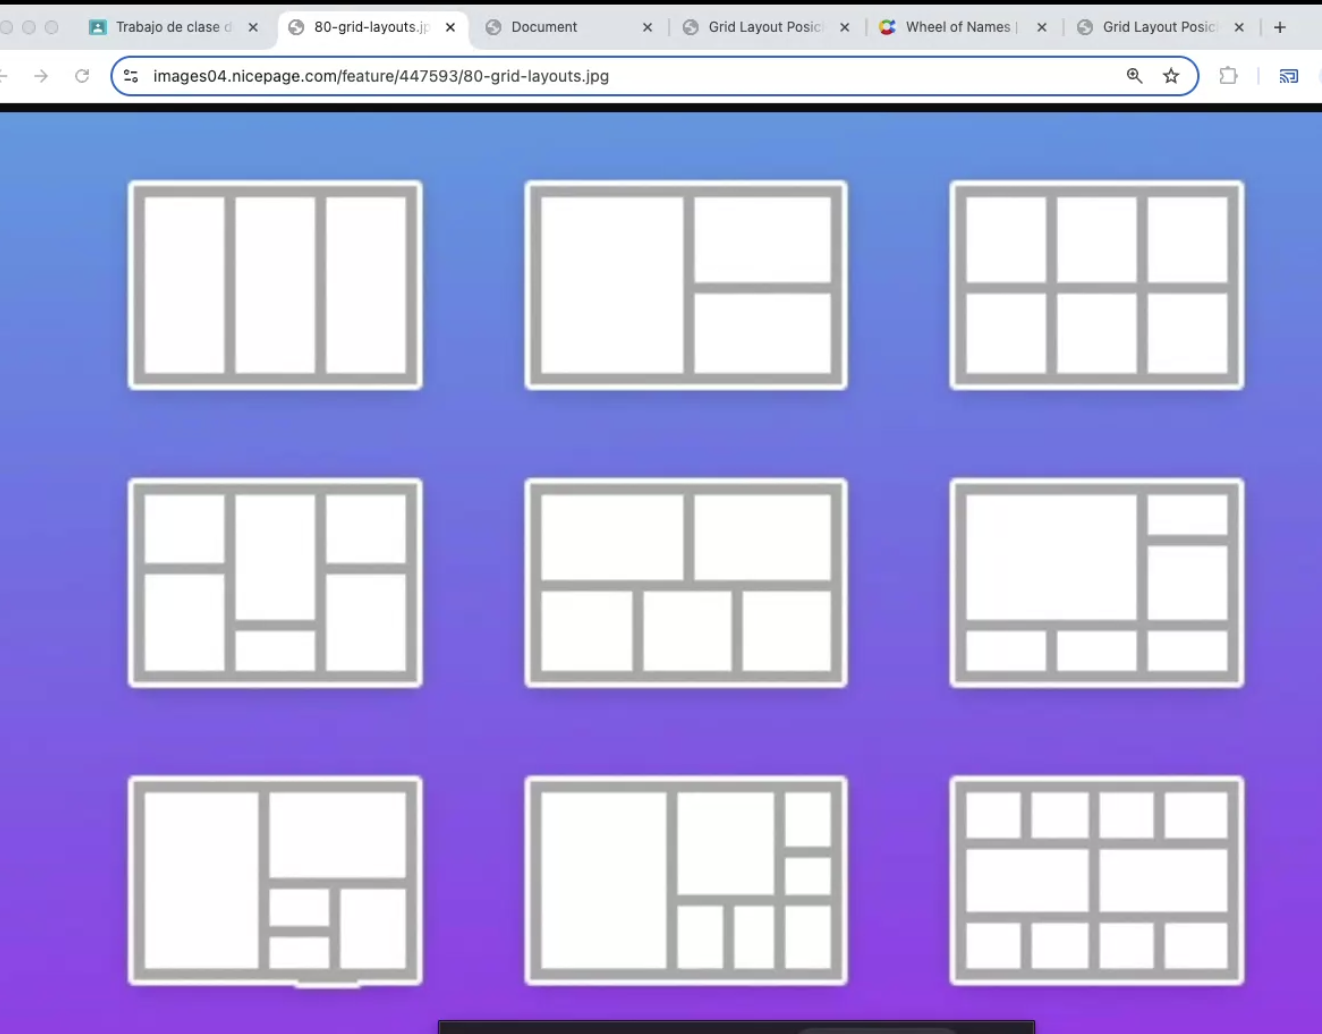 Trabajo de clase d
80-grid-layouts.jp
Document
Grid Layout Posic
Wheel of Names |
Grid Layout Posic
images04.nicepage.com/feature/447593/80-grid-layouts.jpg